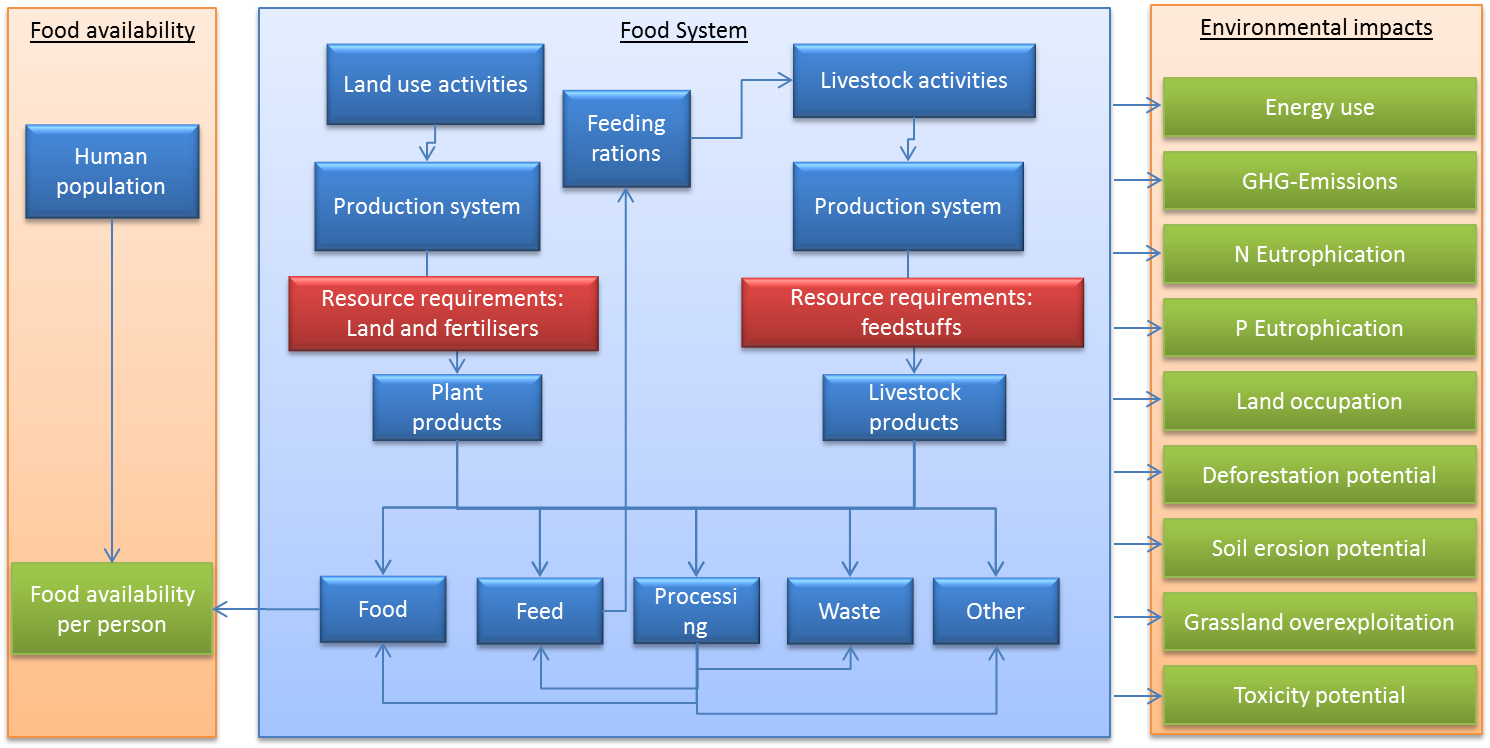 Food availability
Human
population
Food availability
per person
Food System
Land use activities
Production system
Resource requirements:
Land and fertilisers
Plant
products
Feeding
rations
Livestock activities
Production system
Resource requirements:
feedstuffs
Livestock
products
Food
Feed
Processi
ng
Waste
Other
Environmental impacts
Energy use
GHG-Emissions
N Eutrophication
P Eutrophication
Land occupation
Deforestation potential
Soil erosion potential
Grassland overexploitation
Toxicity potential